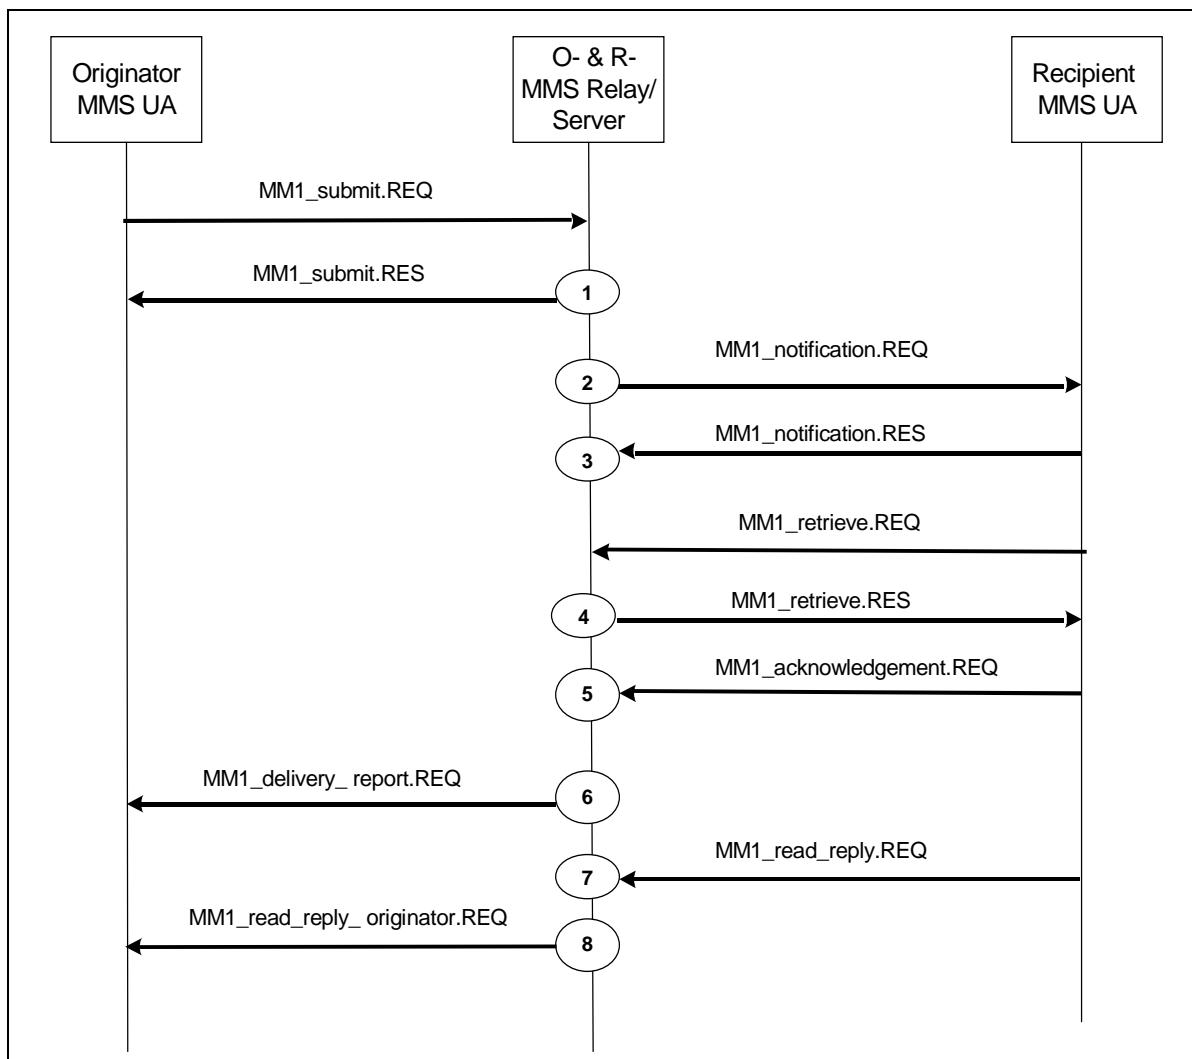 Originator
MMS UA
O- & R-
MMS Relay/
Server
Recipient
MMS UA
MM1_submit.REQ
MM1_submit.RES
1
MM1_notification.REQ
2
MM1_notification.RES
3
MM1_retrieve.REQ
MM1_retrieve.RES
4
MM1_acknowledgement.REQ
5
MM1_delivery_ report.REQ
6
MM1_read_reply.REQ
7
MM1_read_reply_ originator.REQ
8